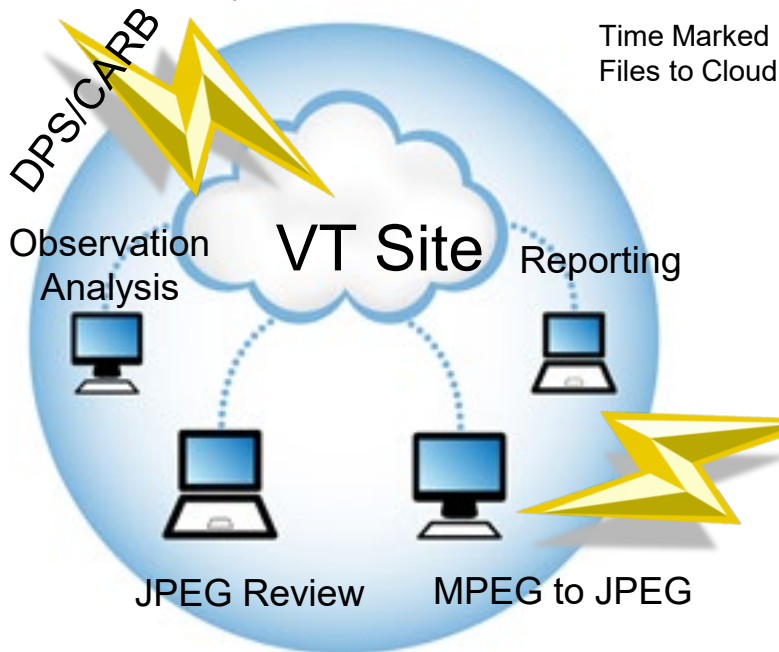 DPS/CARB
Time Marked
Files to Cloud
VT Site
Observation
Analysis
Reporting
JPEG Review
MPEG to JPEG